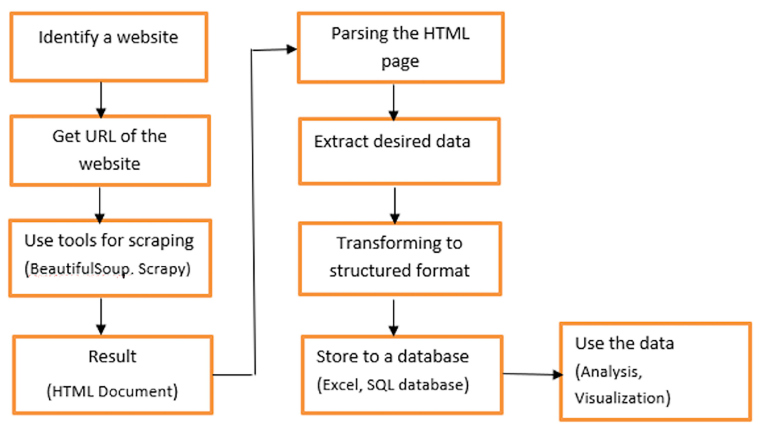 Identify a website
Get URL of the
website
Use tools for scraping
(BeautifulSoup. Scrapy)
Result
(HTML Document)
Parsing the HTML
page
Extract desired data
Transforming to
structured format
Store to a database
(Excel, SQL database)
Use the data
(Analysis,
Visualization)